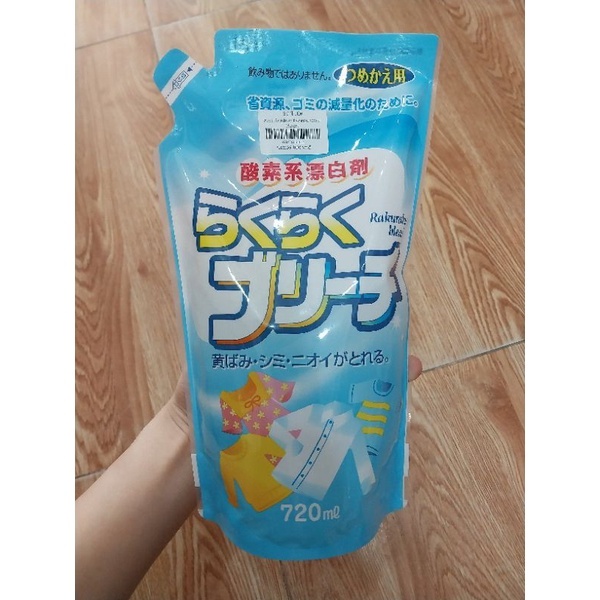 飲み物ではありません。
つめかえ用
省資源、ゴミの減量化のために。
酸素系漂白剤
らくらく
ブリーチ
黄ばみ・シミ・ニオイがとれる。
720ml